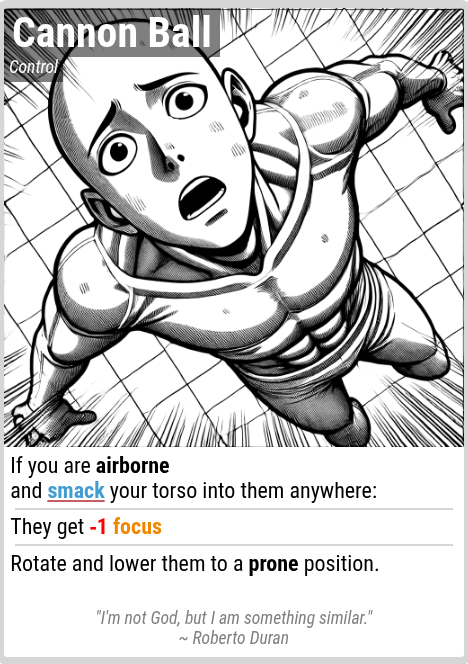 Cannon Ball
Control
If you are airborne
and smack your torso into them anywhere:
They get -1 focus
Rotate and lower them to a prone position.
"I'm not God, but I am something similar."
~ Roberto Duran